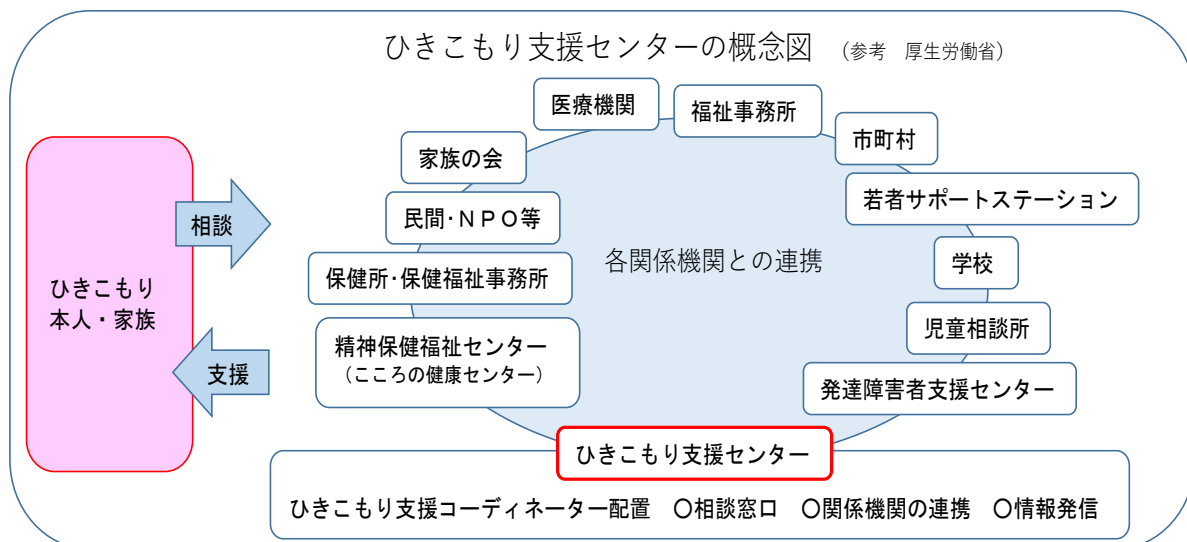 ひきこもり支援センターの概念図 (参考 厚生労働省)
医療機関
福祉事務所
市町村
家族の会
若者サポートステーション
民間･ＮＰＯ等
相談
学校
各関係機関との連携
保健所･保健福祉事務所
ひきこもり
本人・家族
児童相談所
精神保健福祉センター
（こころの健康センター）
支援
発達障害者支援センター
ひきこもり支援センター
ひきこもり支援コーディネーター配置 〇相談窓口 〇関係機関の連携 〇情報発信